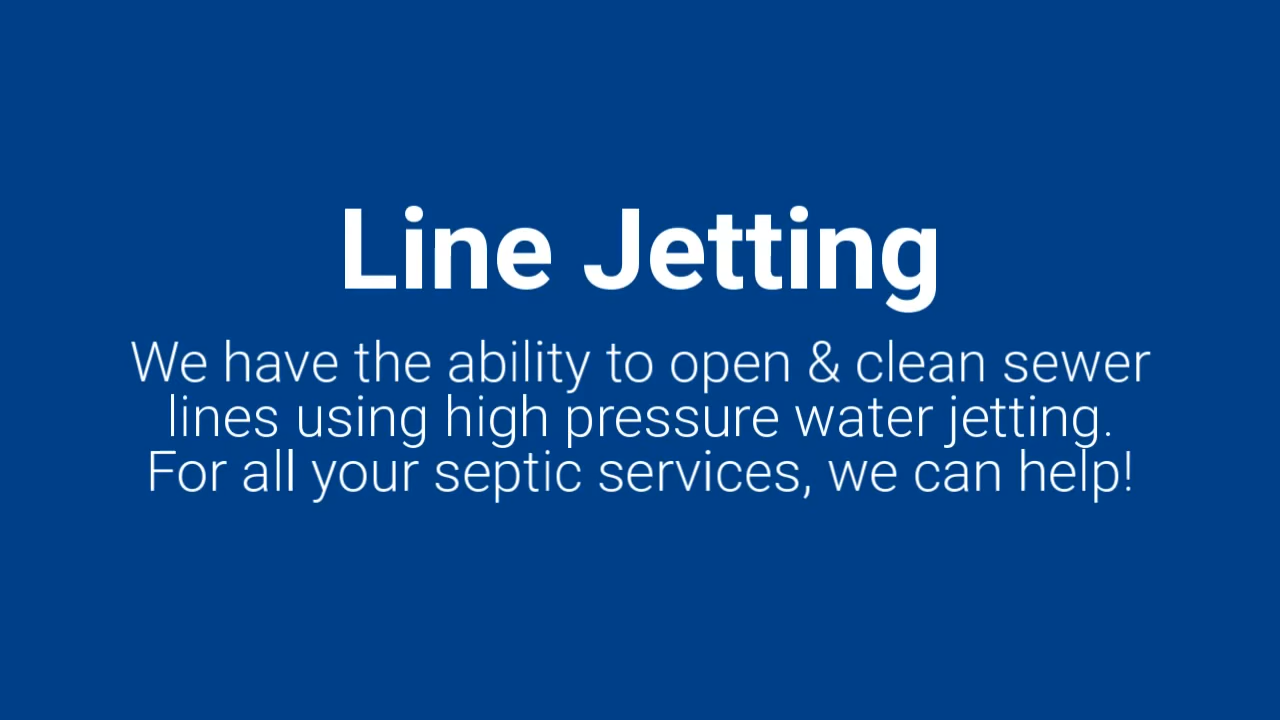 Line Jetting
We have the ability to open & clean sewer
lines using high pressure water jetting.
For all your septic services, we can help!